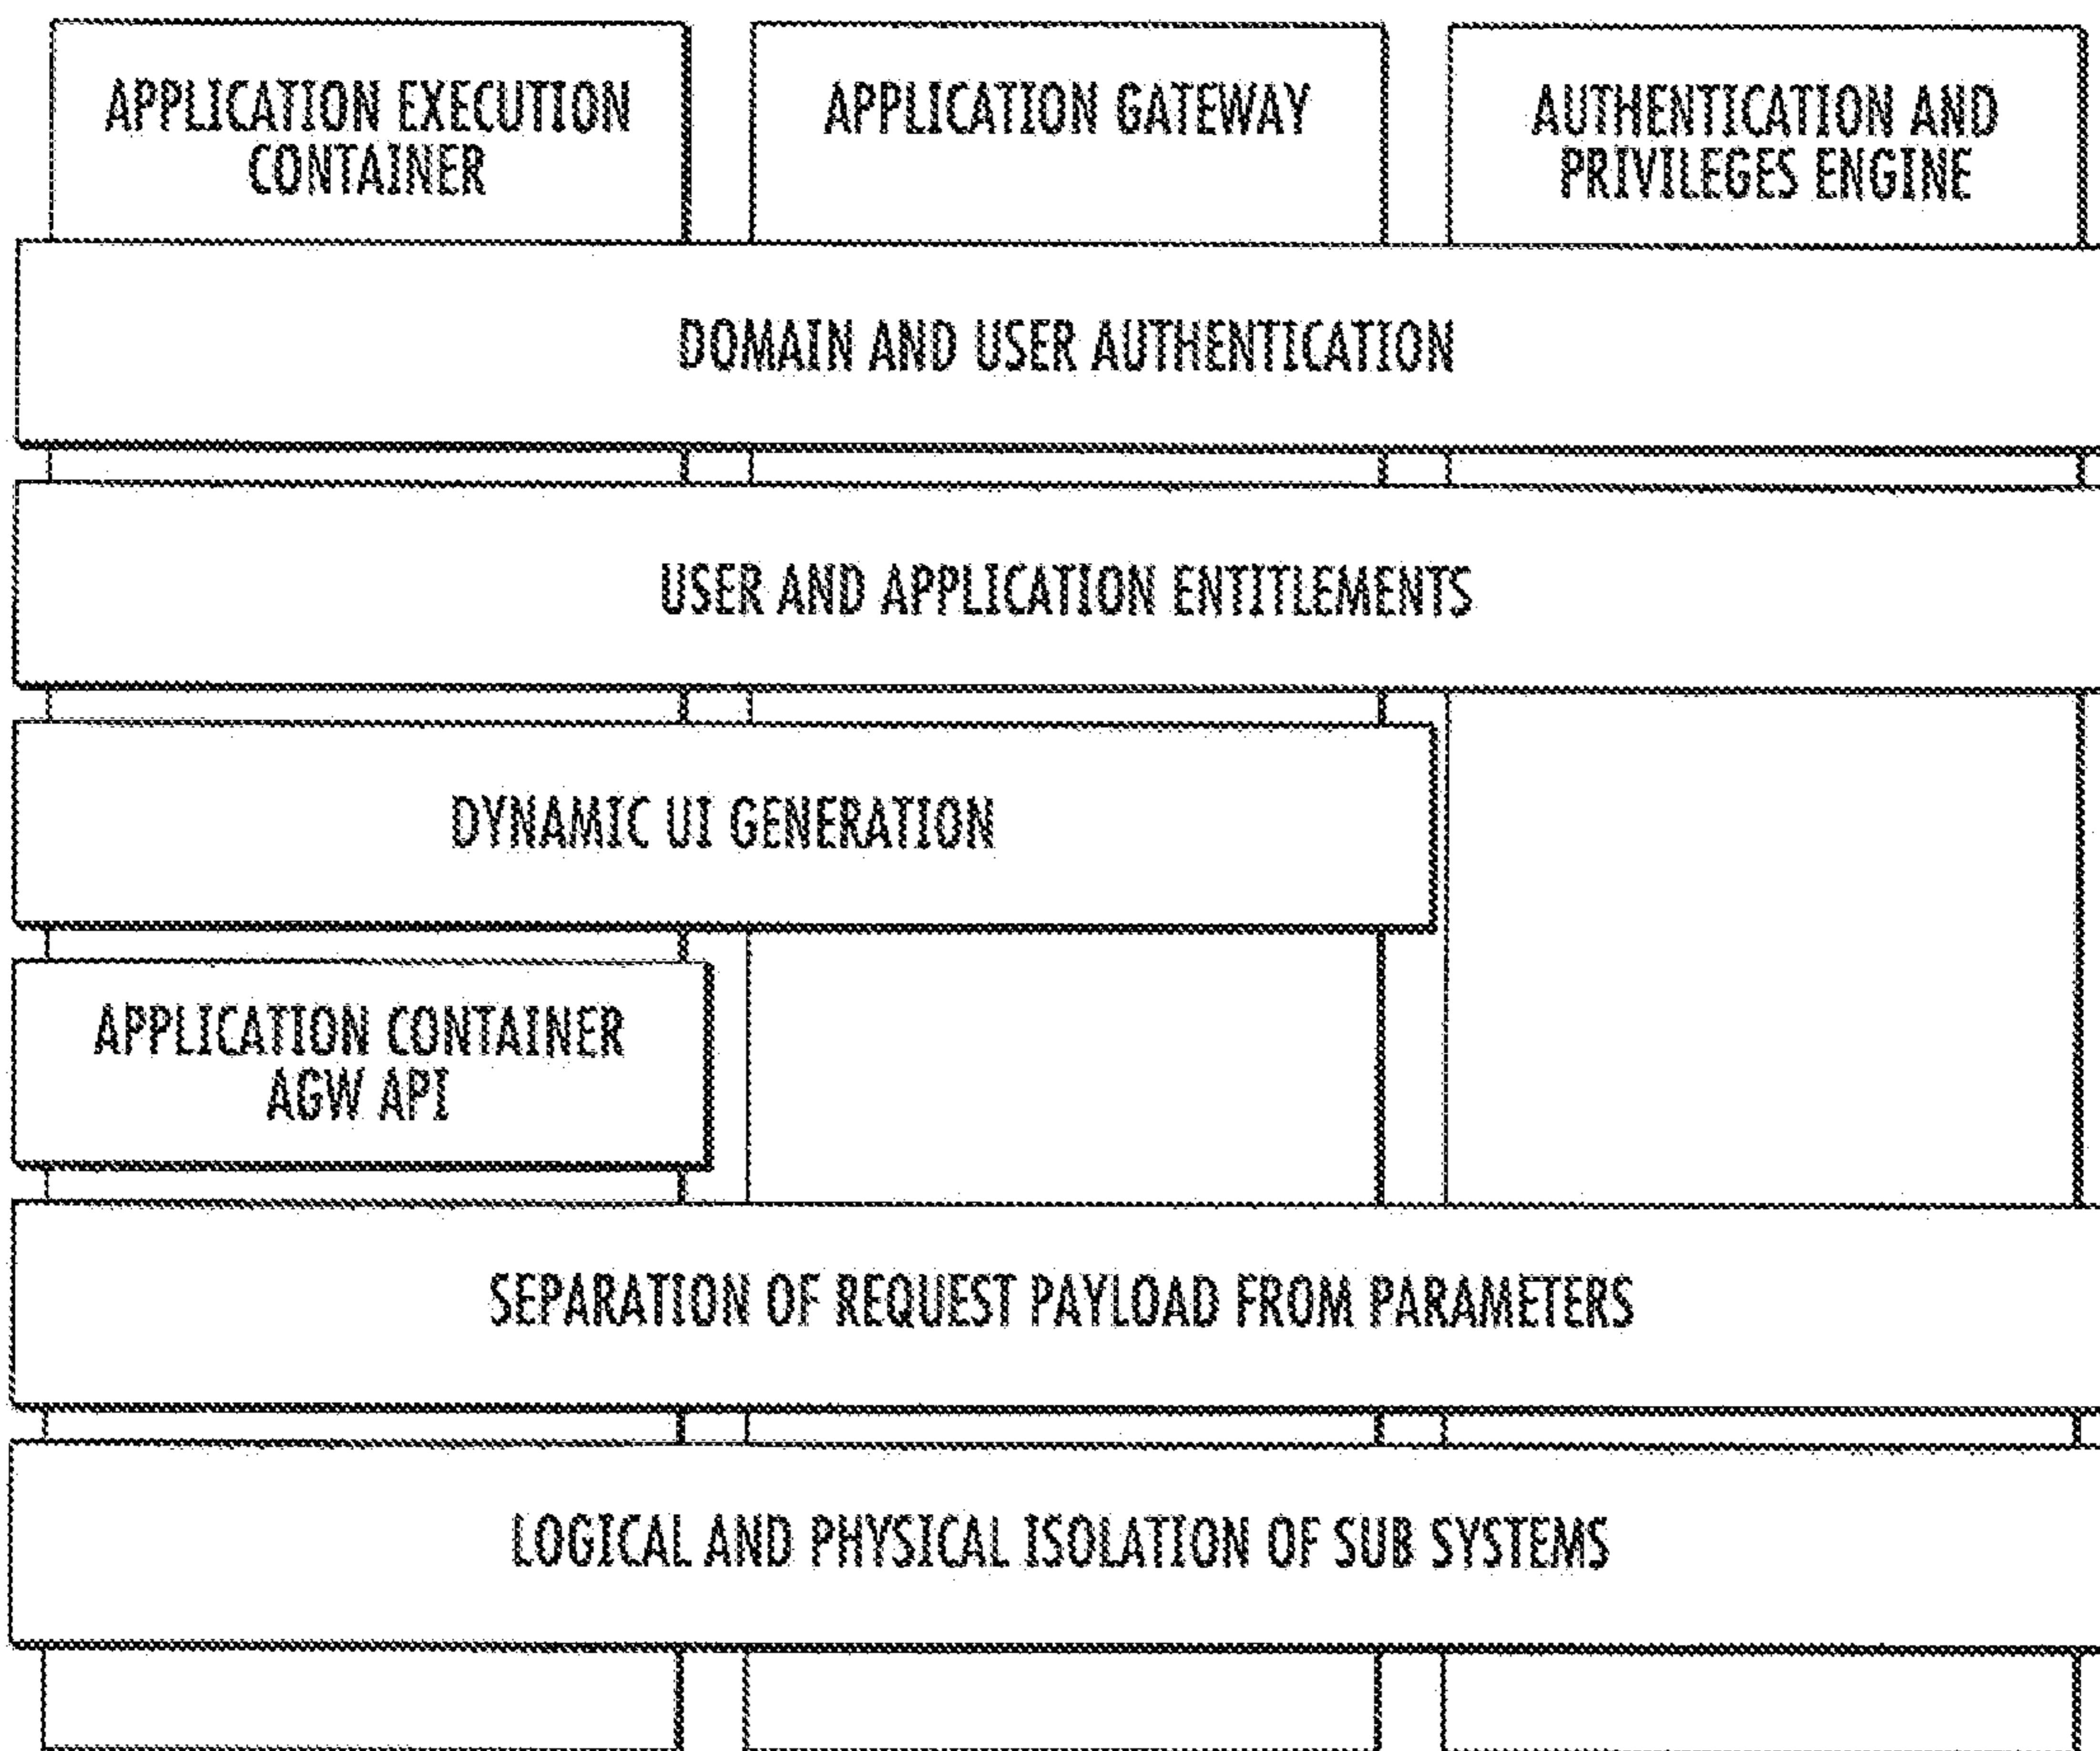 APPLICATION EXECUTION
CONTAINER
APPLICATION GATEWAY
AUTHENTICATION AND
PRIVILEGES ENGINE
DOMAIN AND USER AUTHENTICATION
USER AND APPLICATION ENTITLEMENTS
DYNAMIC UI GENERATION
APPLICATION CONTAINER
AGW API
SEPARATION OF REQUEST PAYLOAD FROM PARAMETERS
LOGICAL AND PHYSICAL ISOLATION OF SUB SYSTEMS